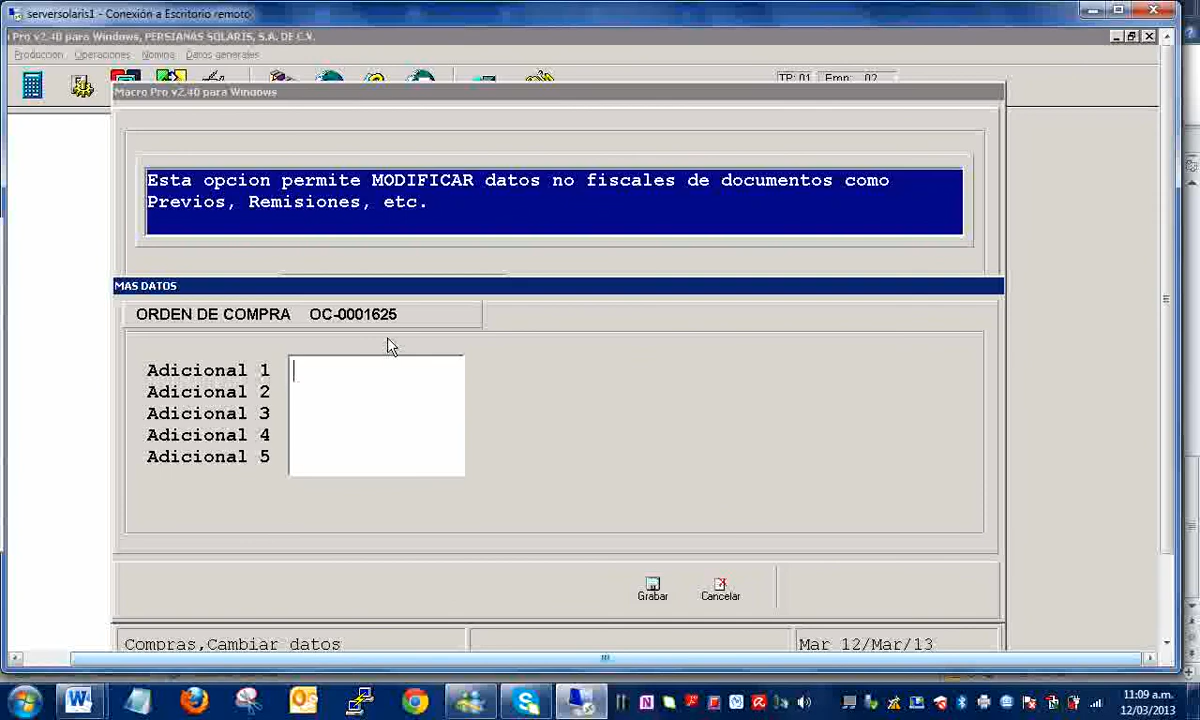 serversolaris1 - Conexión a Escritorio remoto
Pro v2.40 para Windows, PERSIANAS SOLARIS, S.A. DE C.V.
Produccion Operaciones Nomina Datos generales
TP: 01 Emp: 02
Macro Pro v2.40 para Windows
Esta opcion permite MODIFICAR datos no fiscales de documentos como
Previos, Remisiones, etc.
MAS DATOS
ORDEN DE COMPRA OC-0001625
Adicional 1
Adicional 2
Adicional 3
Adicional 4
Adicional 5
Grabar Cancelar
Compras,Cambiar datos Mar 12/Mar/13
11:09 a.m.
12/03/2013